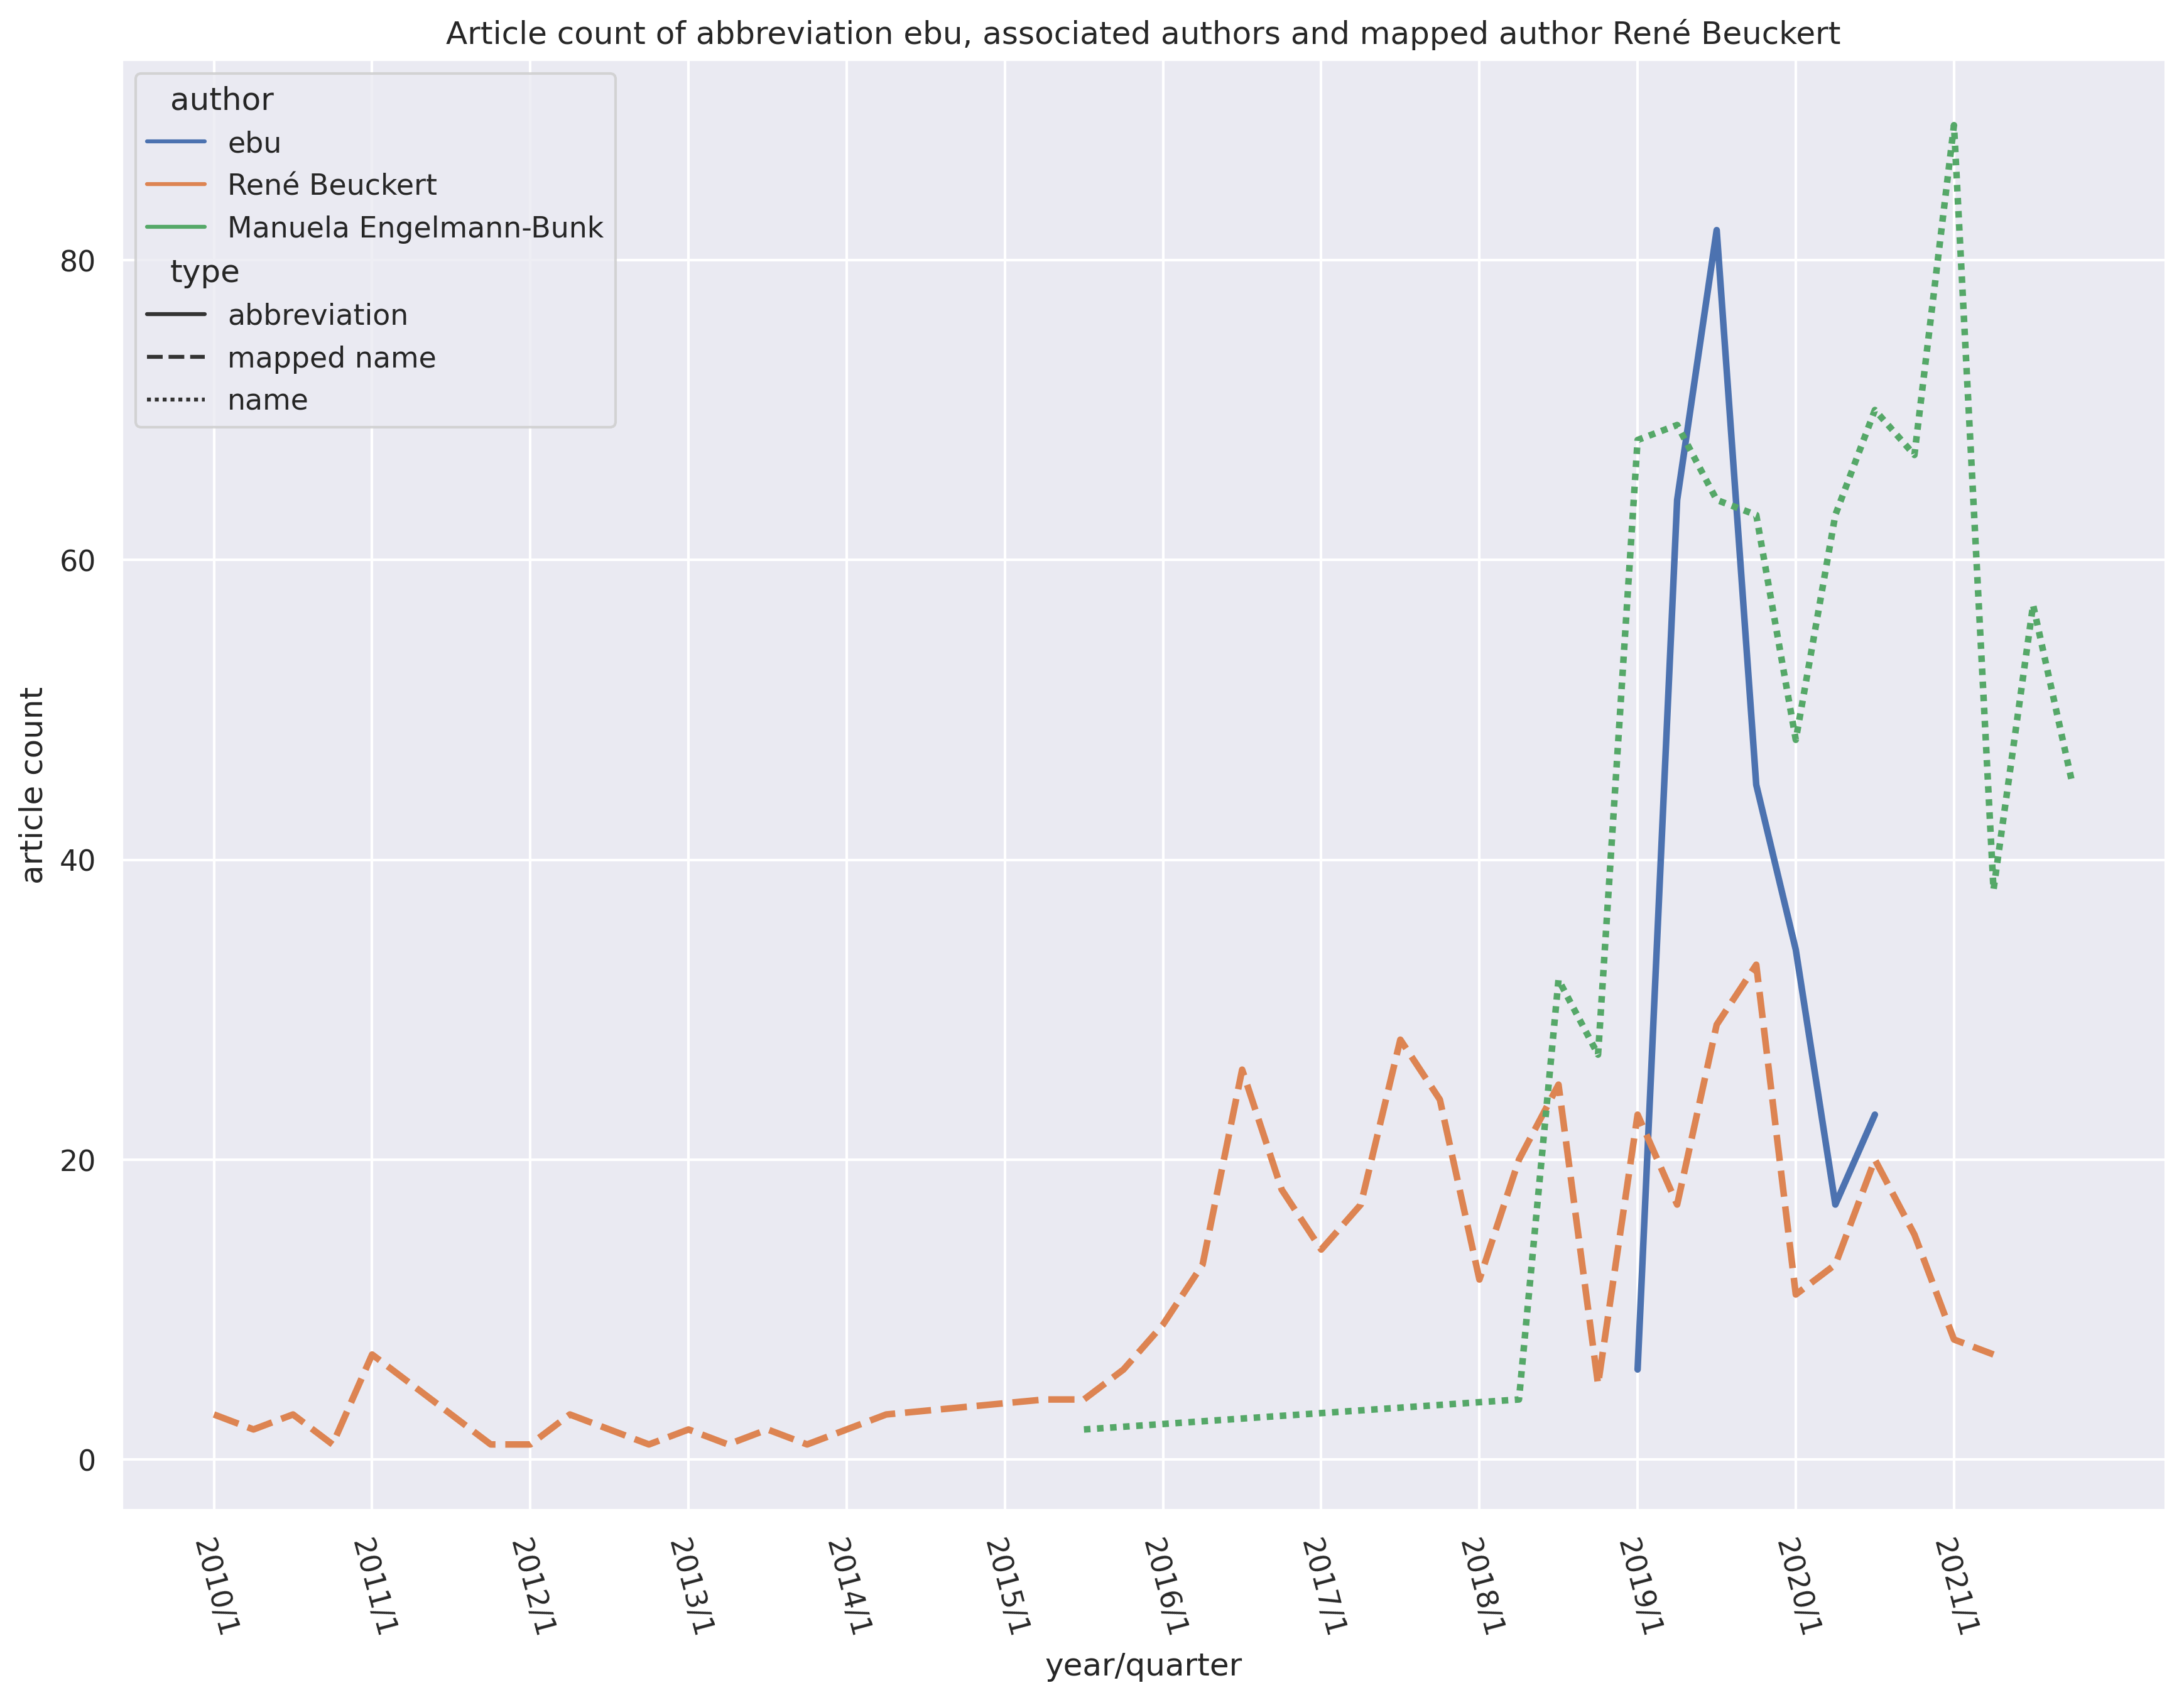 Article count of abbreviation ebu, associated authors and mapped author René Beuckert
author
ebu
René Beuckert
Manuela Engelmann-Bunk
type
abbreviation
mapped name
name
80
60
40
20
0
article count
2010/1
2011/1
2012/1
2013/1
2014/1
2015/1
2016/1
2017/1
2018/1
2019/1
2020/1
2021/1
year/quarter